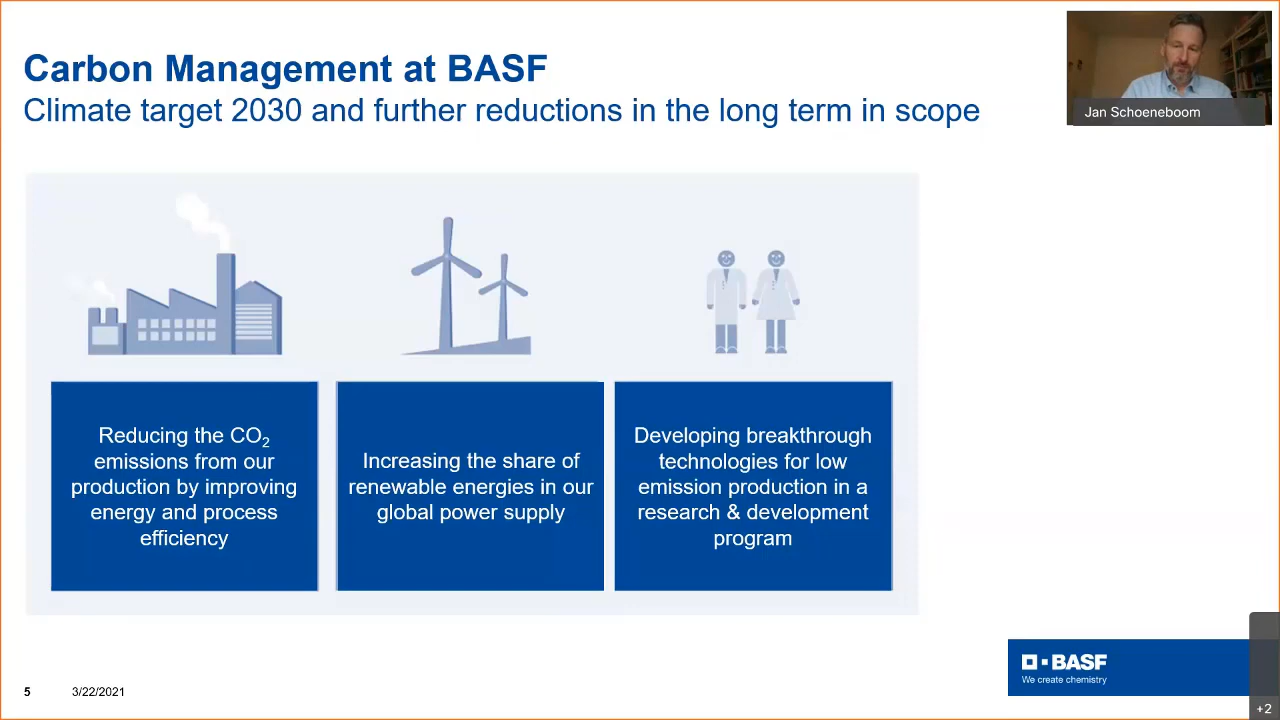 Carbon Management at BASF
Climate target 2030 and further reductions in the long term in scope
Jan Schoeneboom
Reducing the CO₂
emissions from our
production by improving
energy and process
efficiency
Increasing the share of
renewable energies in our
global power supply
Developing breakthrough
technologies for low
emission production in a
research & development
program
BASF
We create chemistry
5 3/22/2021
+2